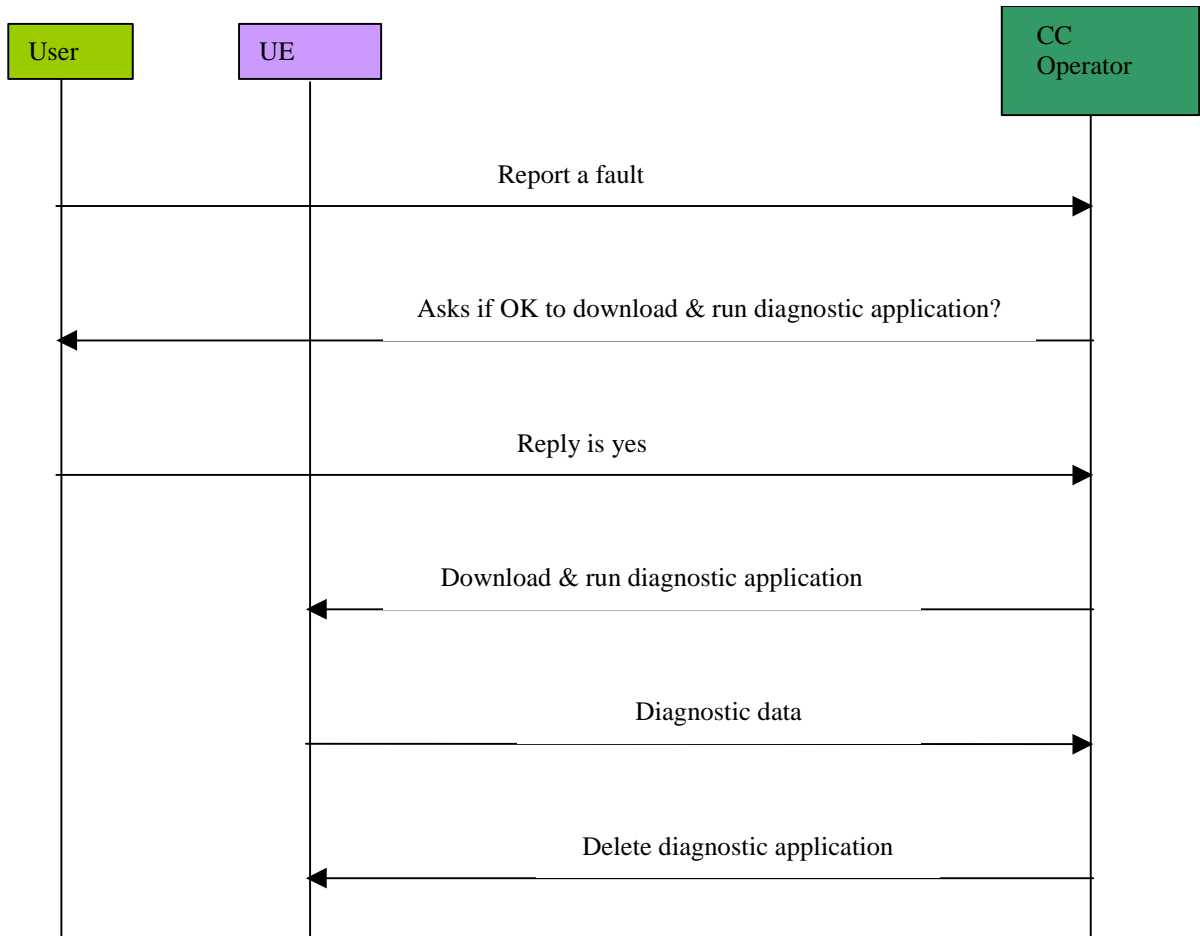 User
UE
CC
Operator
Report a fault
Asks if OK to download & run diagnostic application?
Reply is yes
Download & run diagnostic application
Diagnostic data
Delete diagnostic application